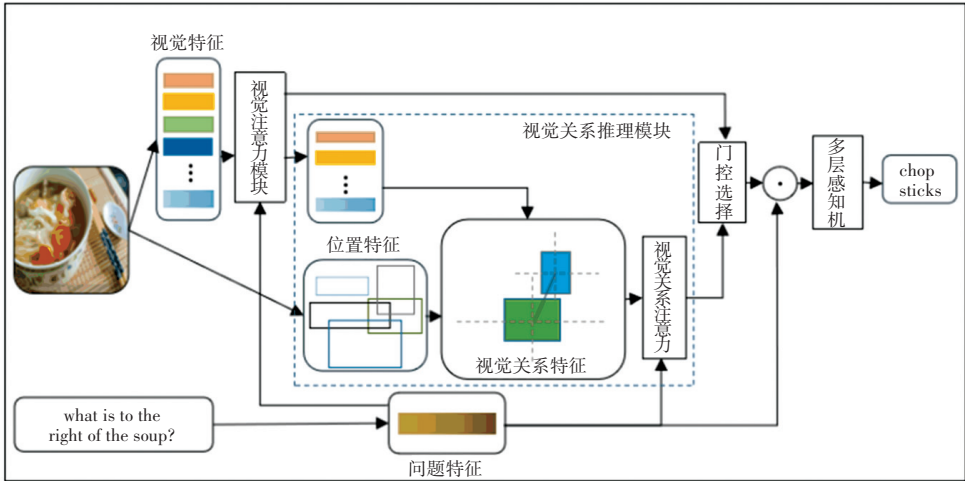 视觉特征
视觉注意力模块
视觉关系推理模块
门控选择
多层感知机
chop
sticks
位置特征
视觉关系特征
视觉关系注意力
what is to the
right of the soup?
问题特征